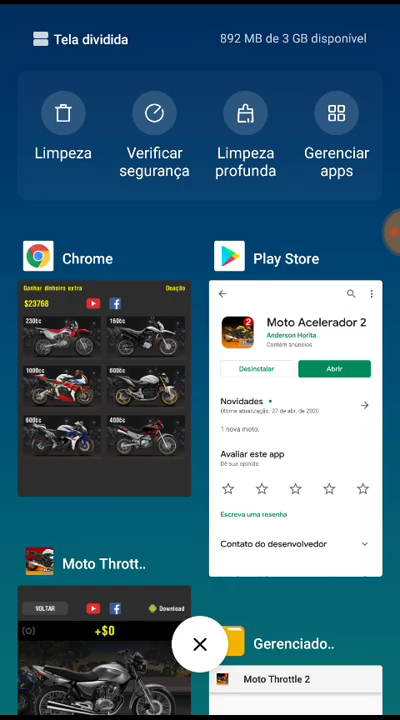 Tela dividida
892 MB de 3 GB disponível
Limpeza
Verificar
segurança
Limpeza
profunda
Gerenciar
apps
Chrome
Ganhar dinheiro extra
Doação
$23768
230cc
160cc
1000cc
600cc
600cc
400cc
Play Store
Moto Acelerador 2
Anderson Horita
Contém anúncios
Desinstalar
Abrir
Novidades •
Última atualização: 27 de abr. de 2020
1 nova moto.
Avaliar este app
Dê sua opinião
Escreva uma resenha
Contato do desenvolvedor
Moto Thrott..
VOLTAR
Download
+$0
Gerenciado..
Moto Throttle 2